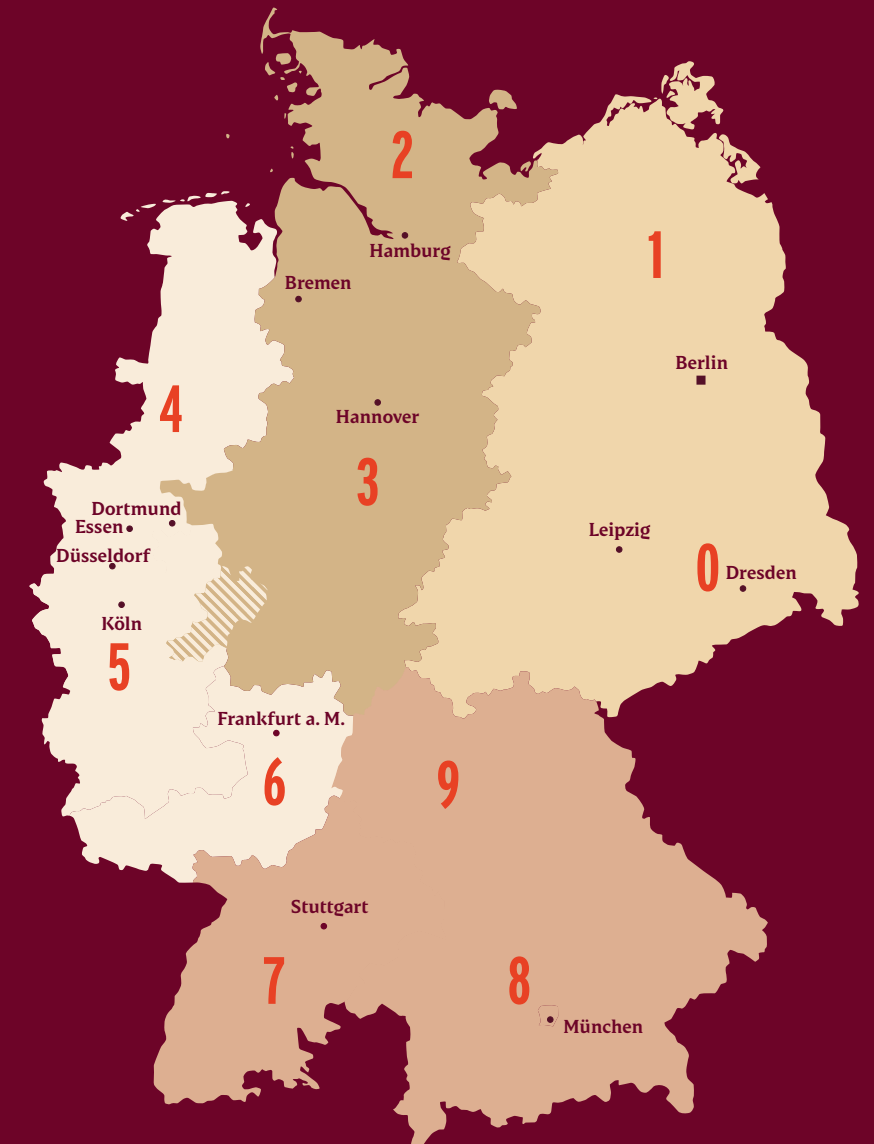 2
Hamburg
1
Bremen
Berlin
4
Hannover
3
Dortmund
Essen
Leipzig
Düsseldorf
0
Dresden
Köln
5
Frankfurt a. M.
6
9
Stuttgart
7
8
München